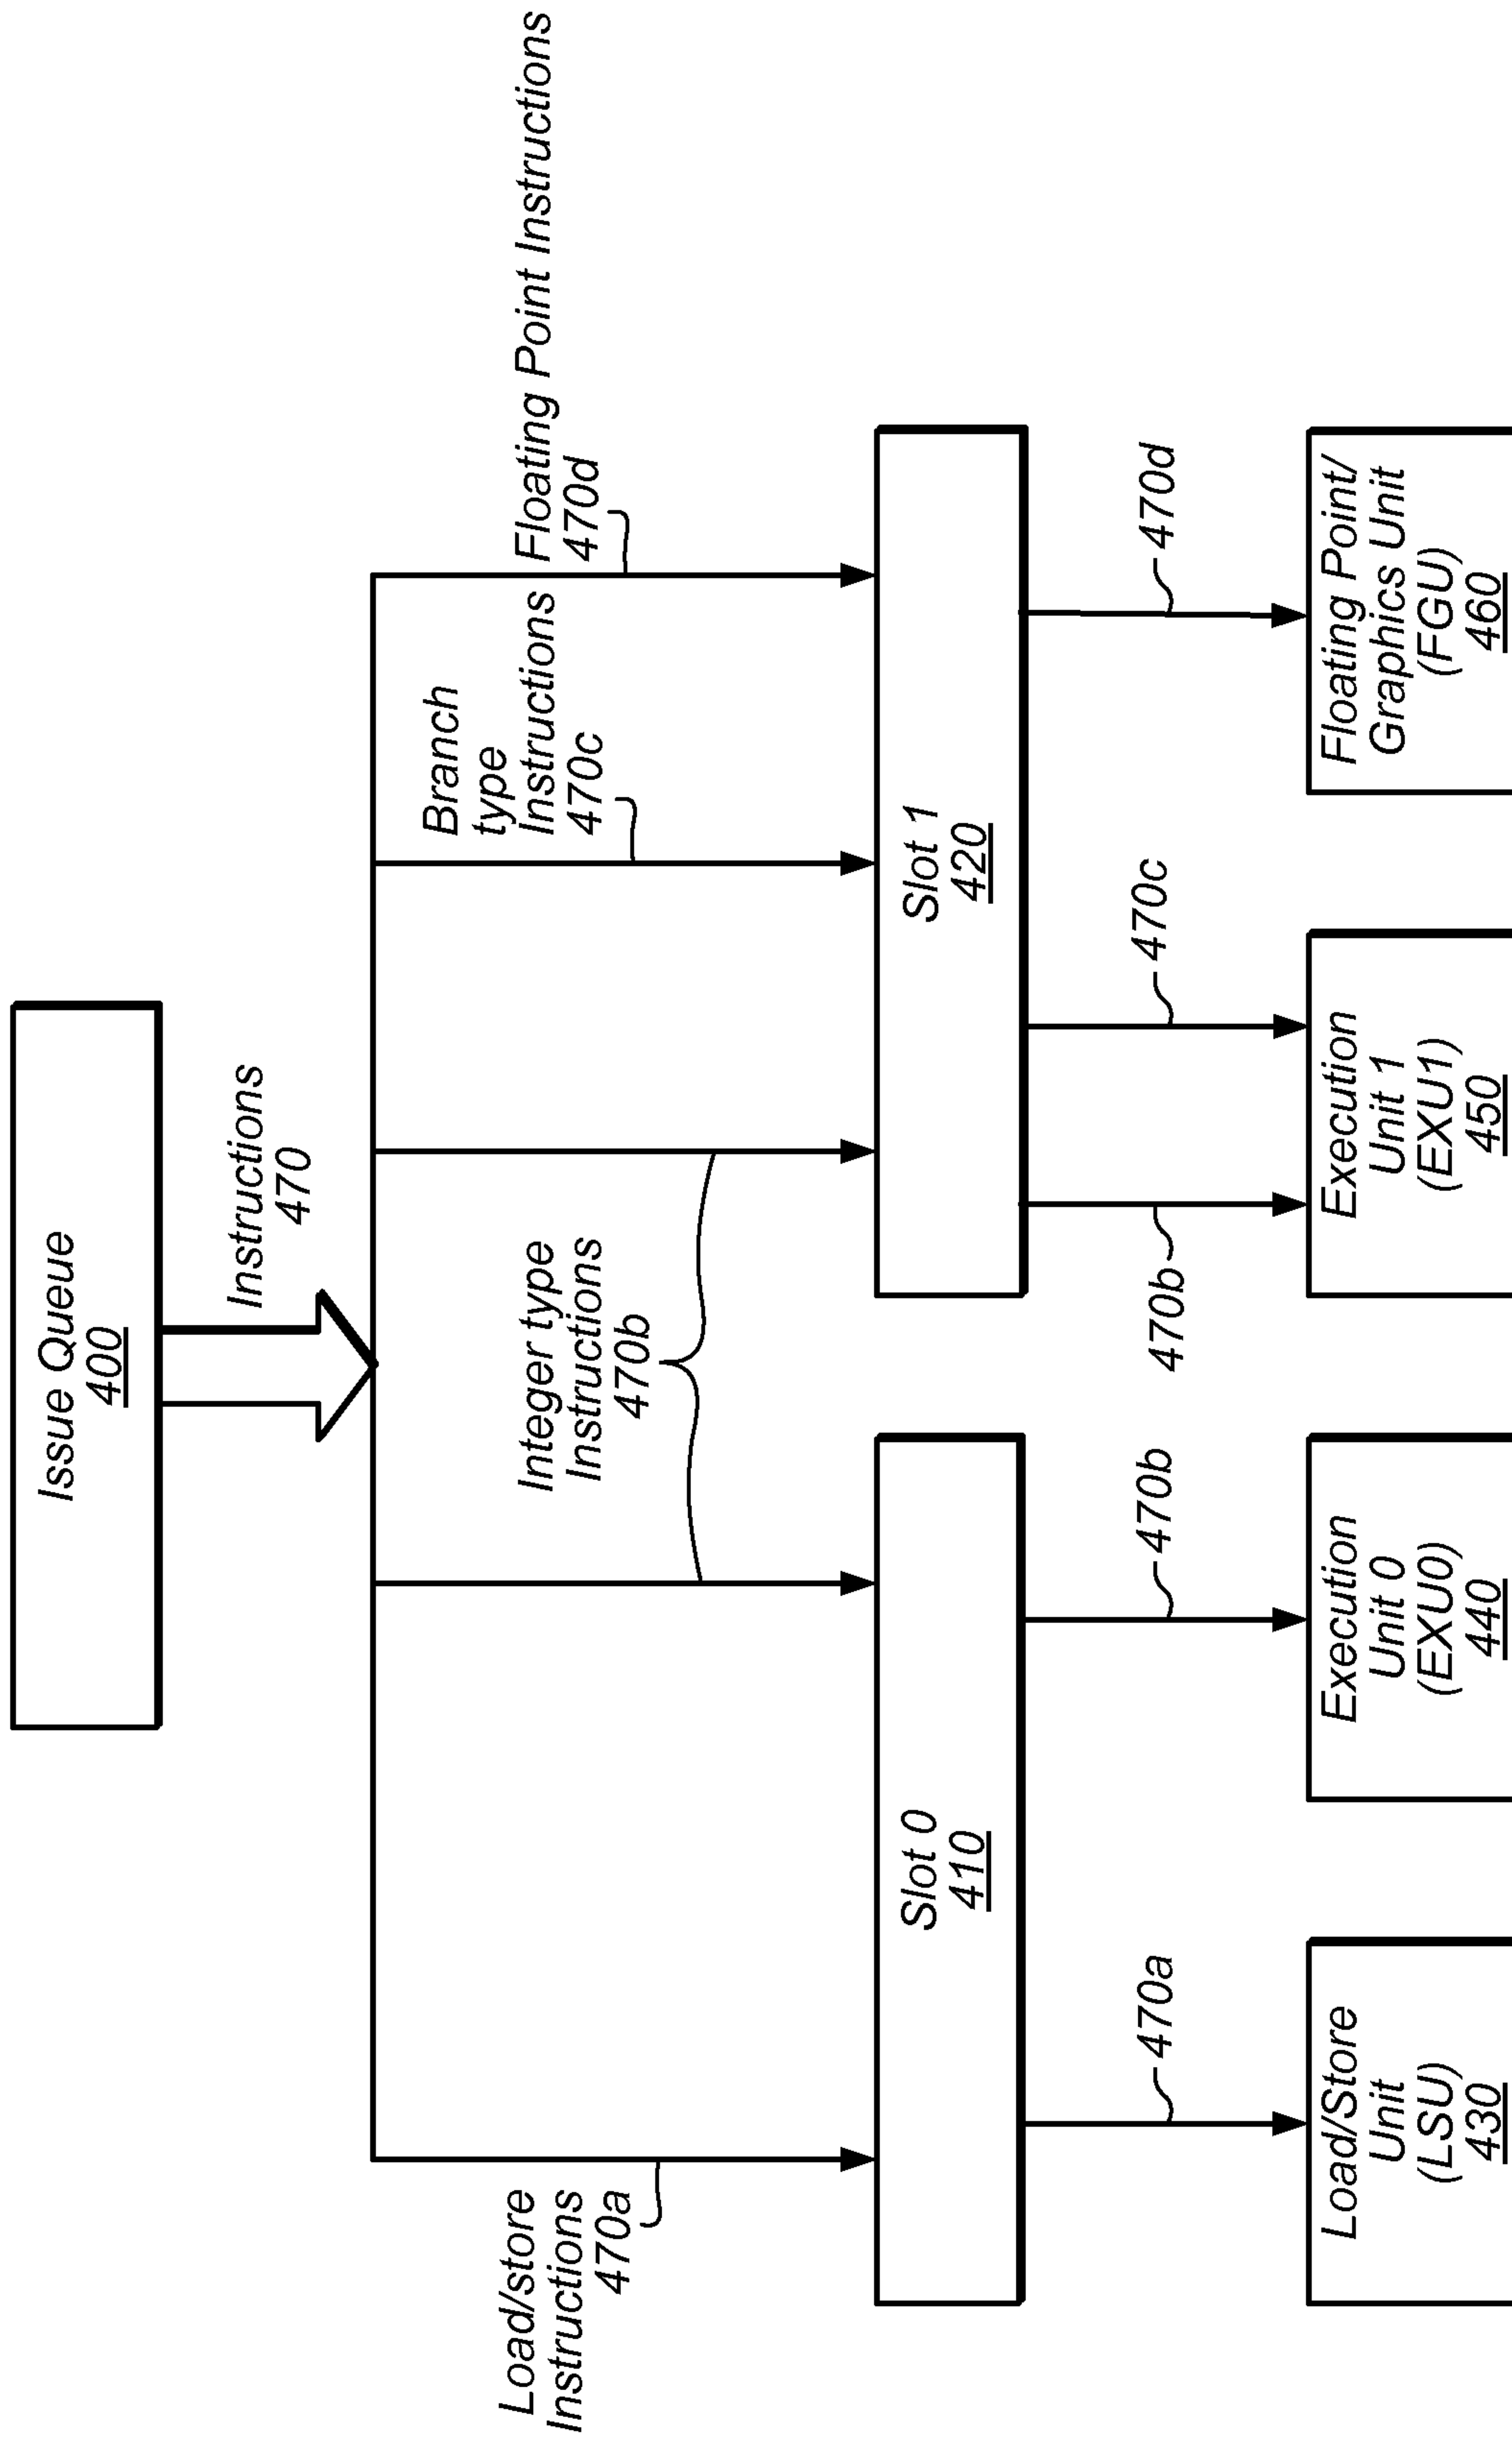 Issue Queue
400
Instructions
470
Load/store
Instructions
470a
Integer type
Instructions
470b
Branch
type
Instructions
470c
Floating Point Instructions
470d
Slot 0
410
Slot 1
420
470a
470b
470b
470c
470d
Load/Store
Unit
(LSU)
430
Execution
Unit 0
(EXU0)
440
Execution
Unit 1
(EXU1)
450
Floating Point/
Graphics Unit
(FGU)
460